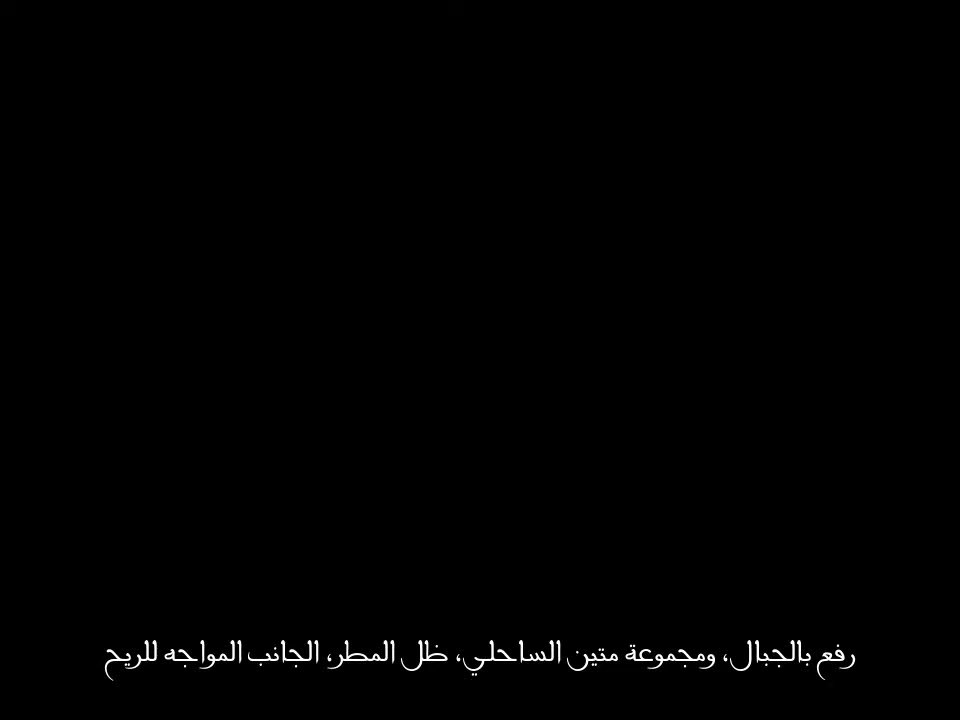 رفع بالجبال، ومجموعة متين الساحلي، ظل المطر، الجانب المواجه للريح